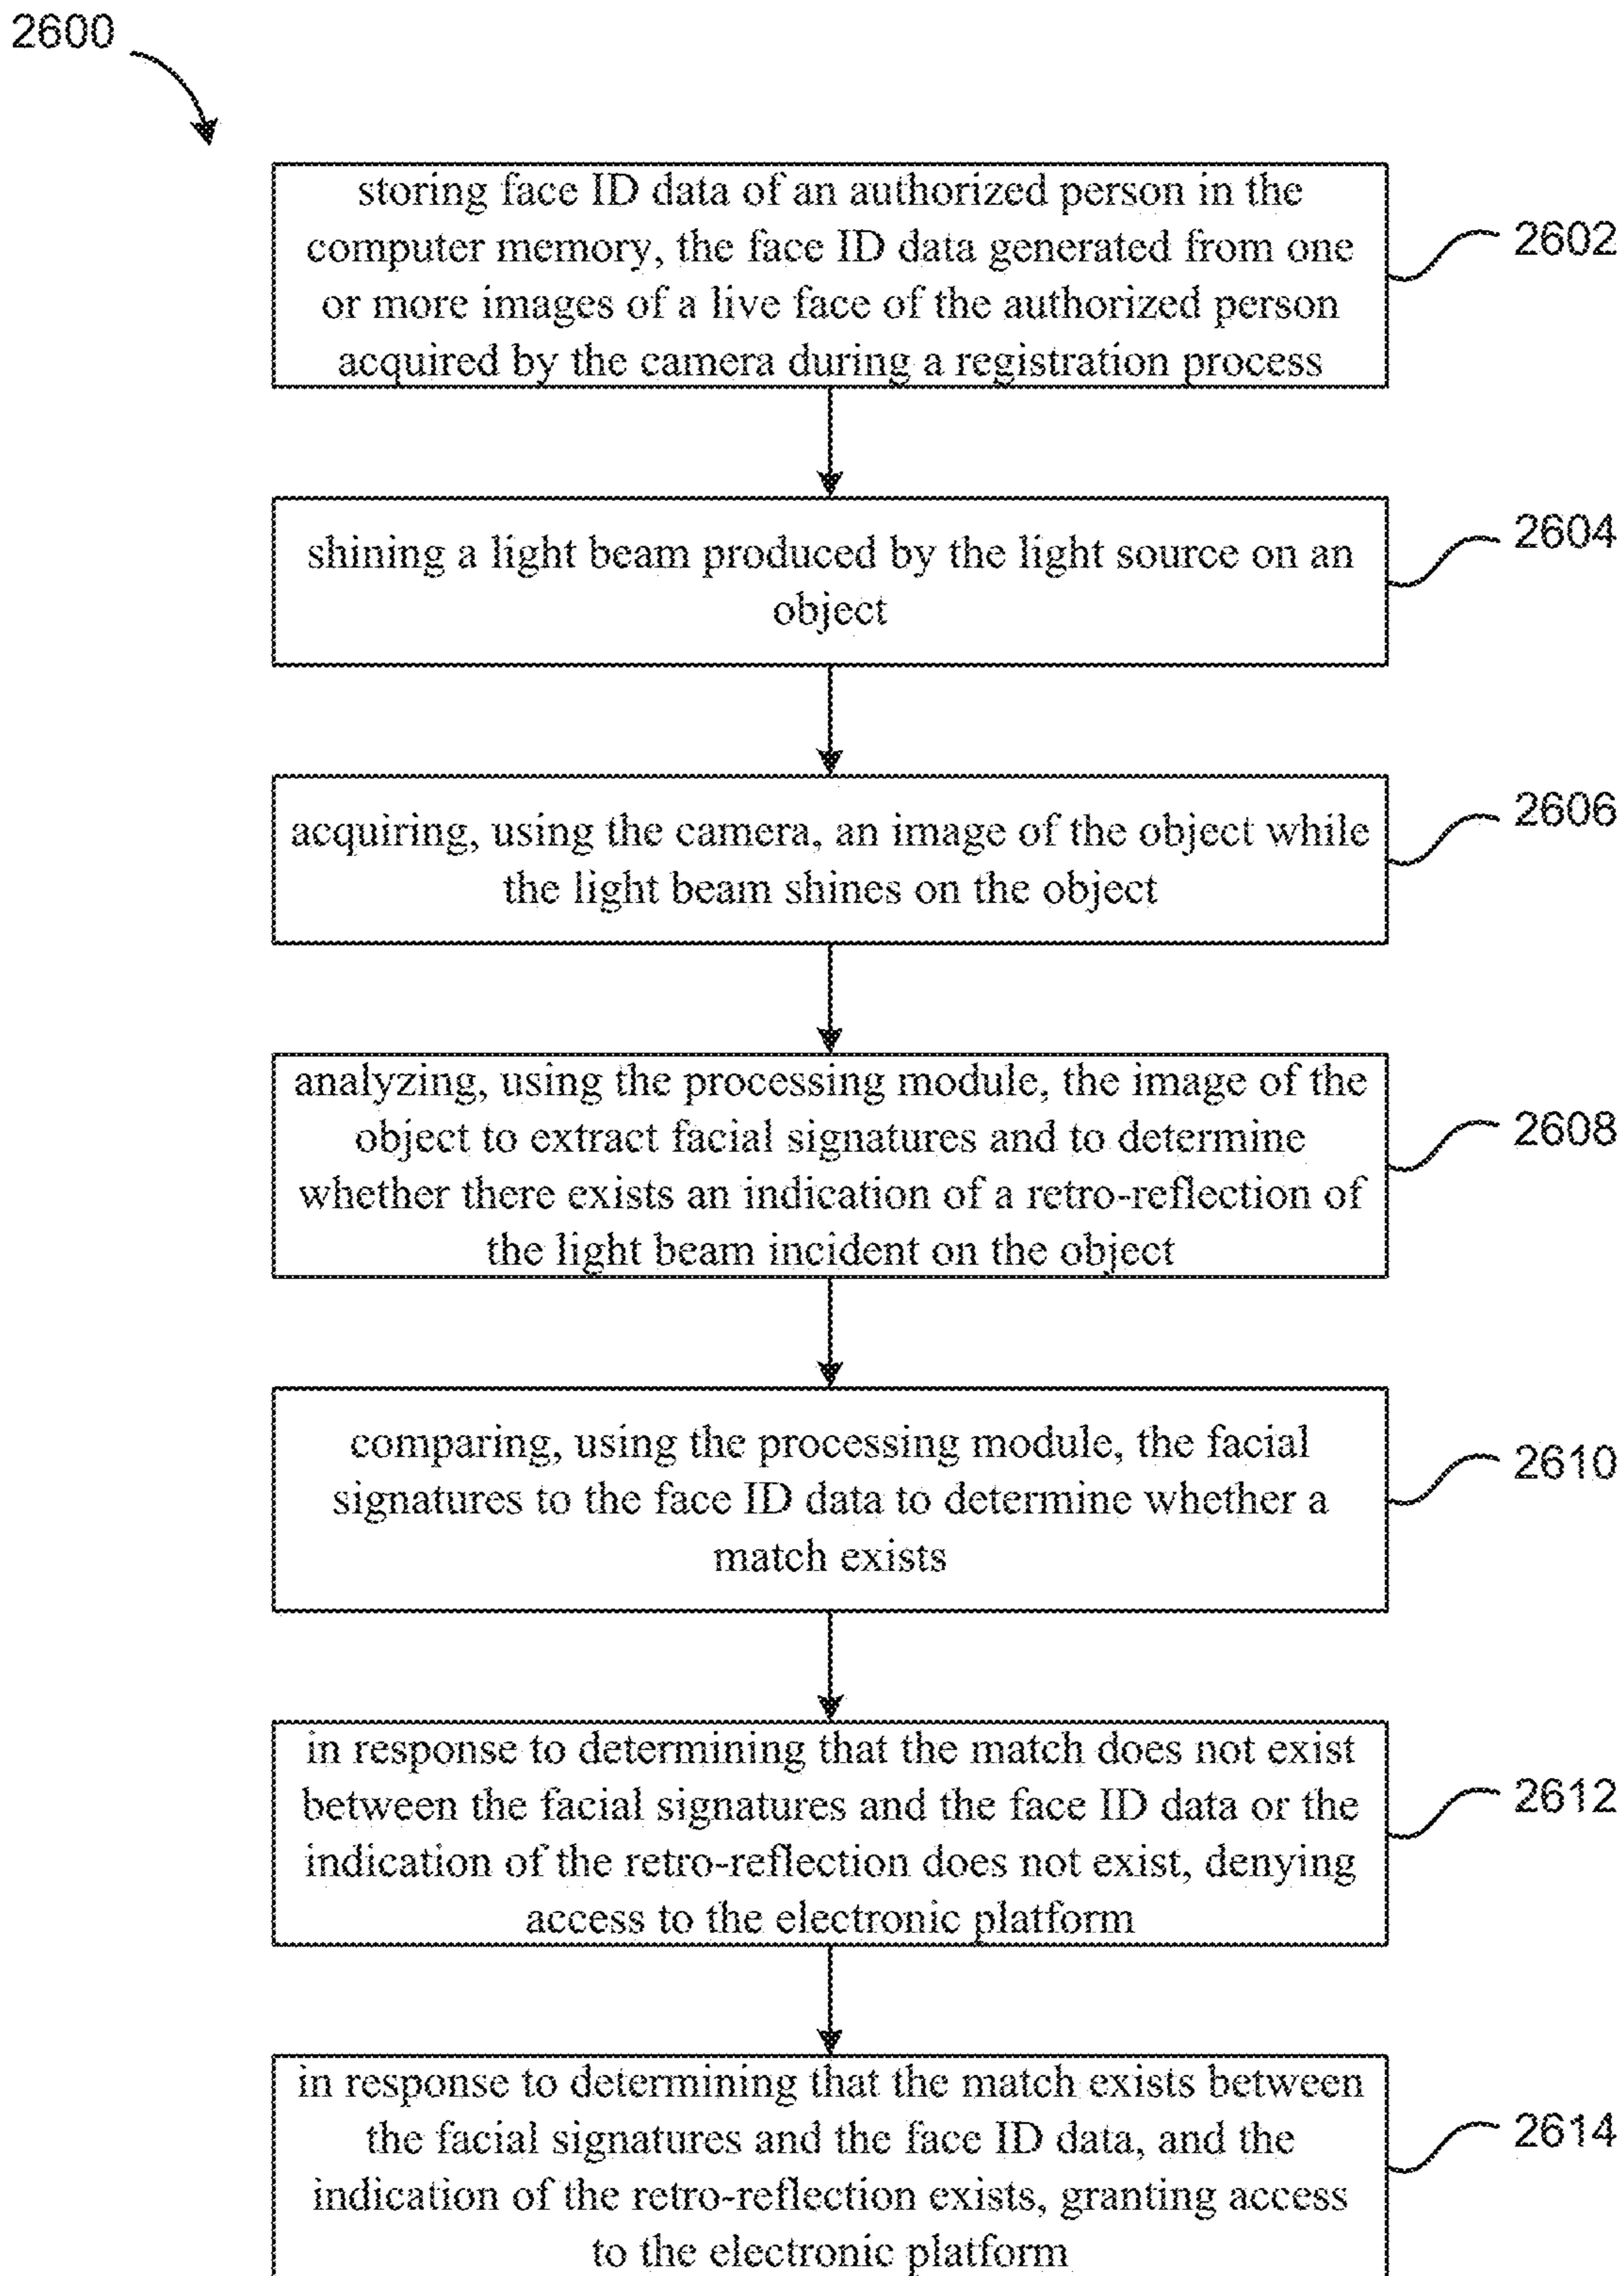 2600
storing face ID data of an authorized person in the
computer memory, the face ID data generated from one
or more images of a live face of the authorized person
acquired by the camera during a registration process
2602
shining a light beam produced by the light source on an
object
2604
acquiring, using the camera, an image of the object while
the light beam shines on the object
2606
analyzing, using the processing module, the image of the
object to extract facial signatures and to determine
whether there exists an indication of a retro-reflection of
the light beam incident on the object
2608
comparing, using the processing module, the facial
signatures to the face ID data to determine whether a
match exists
2610
in response to determining that the match does not exist
between the facial signatures and the face ID data or the
indication of the retro-reflection does not exist, denying
access to the electronic platform
2612
in response to determining that the match exists between
the facial signatures and the face ID data, and the
indication of the retro-reflection exists, granting access
to the electronic platform
2614